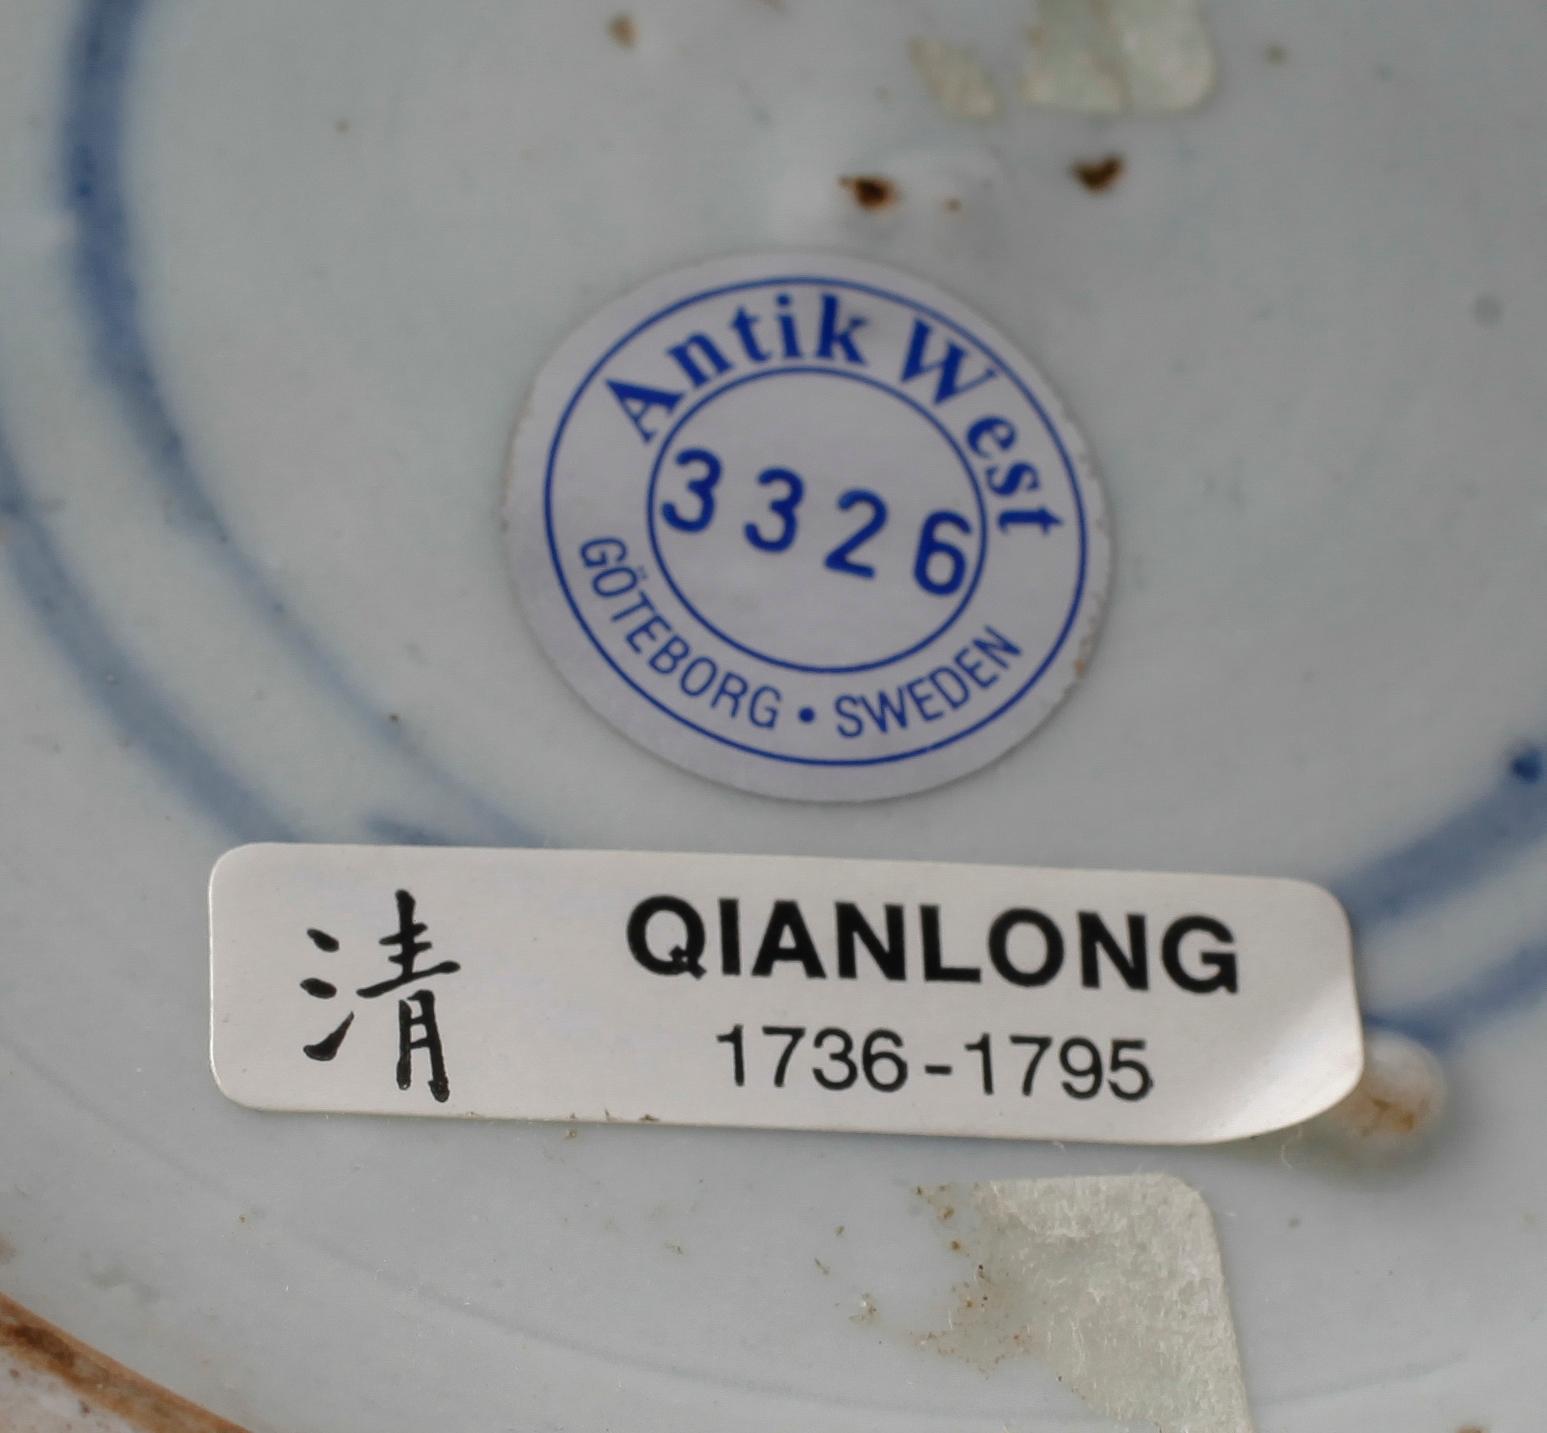 Antik West
3326
GÖTEBORG • SWEDEN
清
QIANLONG
1736-1795